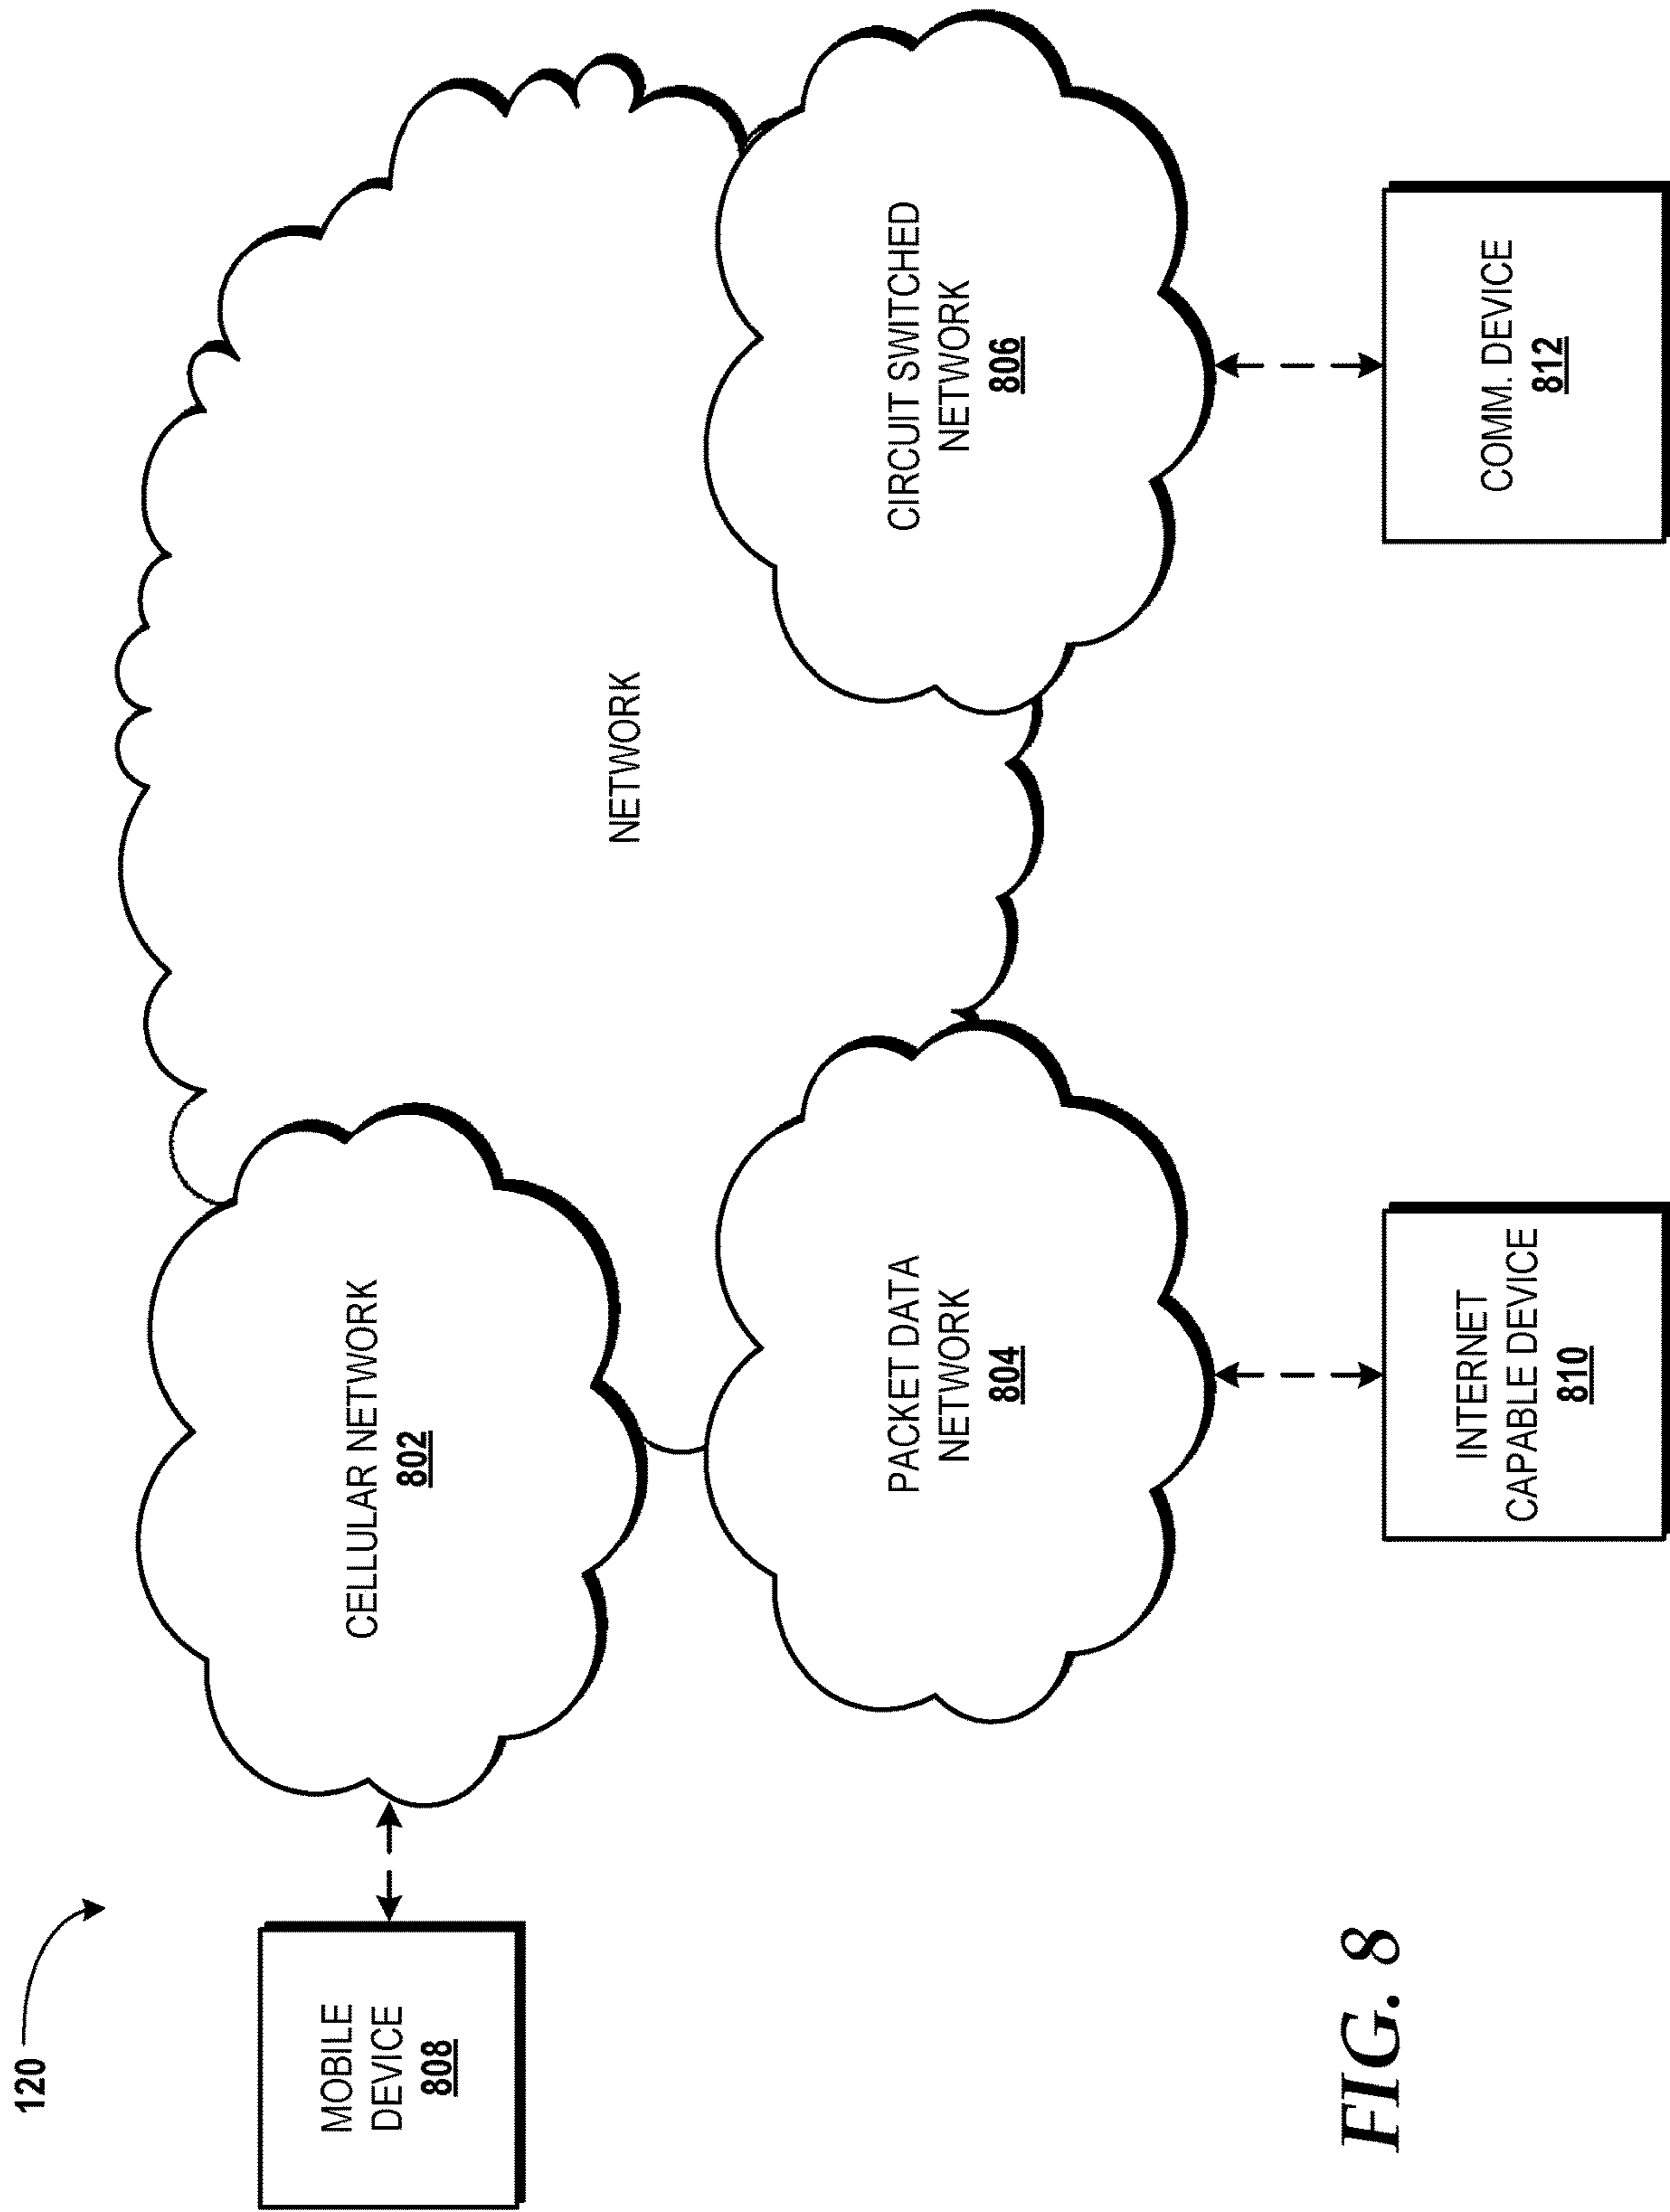 120
MOBILE
DEVICE
808
CELLULAR NETWORK
802
NETWORK
PACKET DATA
NETWORK
804
CIRCUIT SWITCHED
NETWORK
806
INTERNET
CAPABLE DEVICE
810
COMM. DEVICE
812
FIG. 8